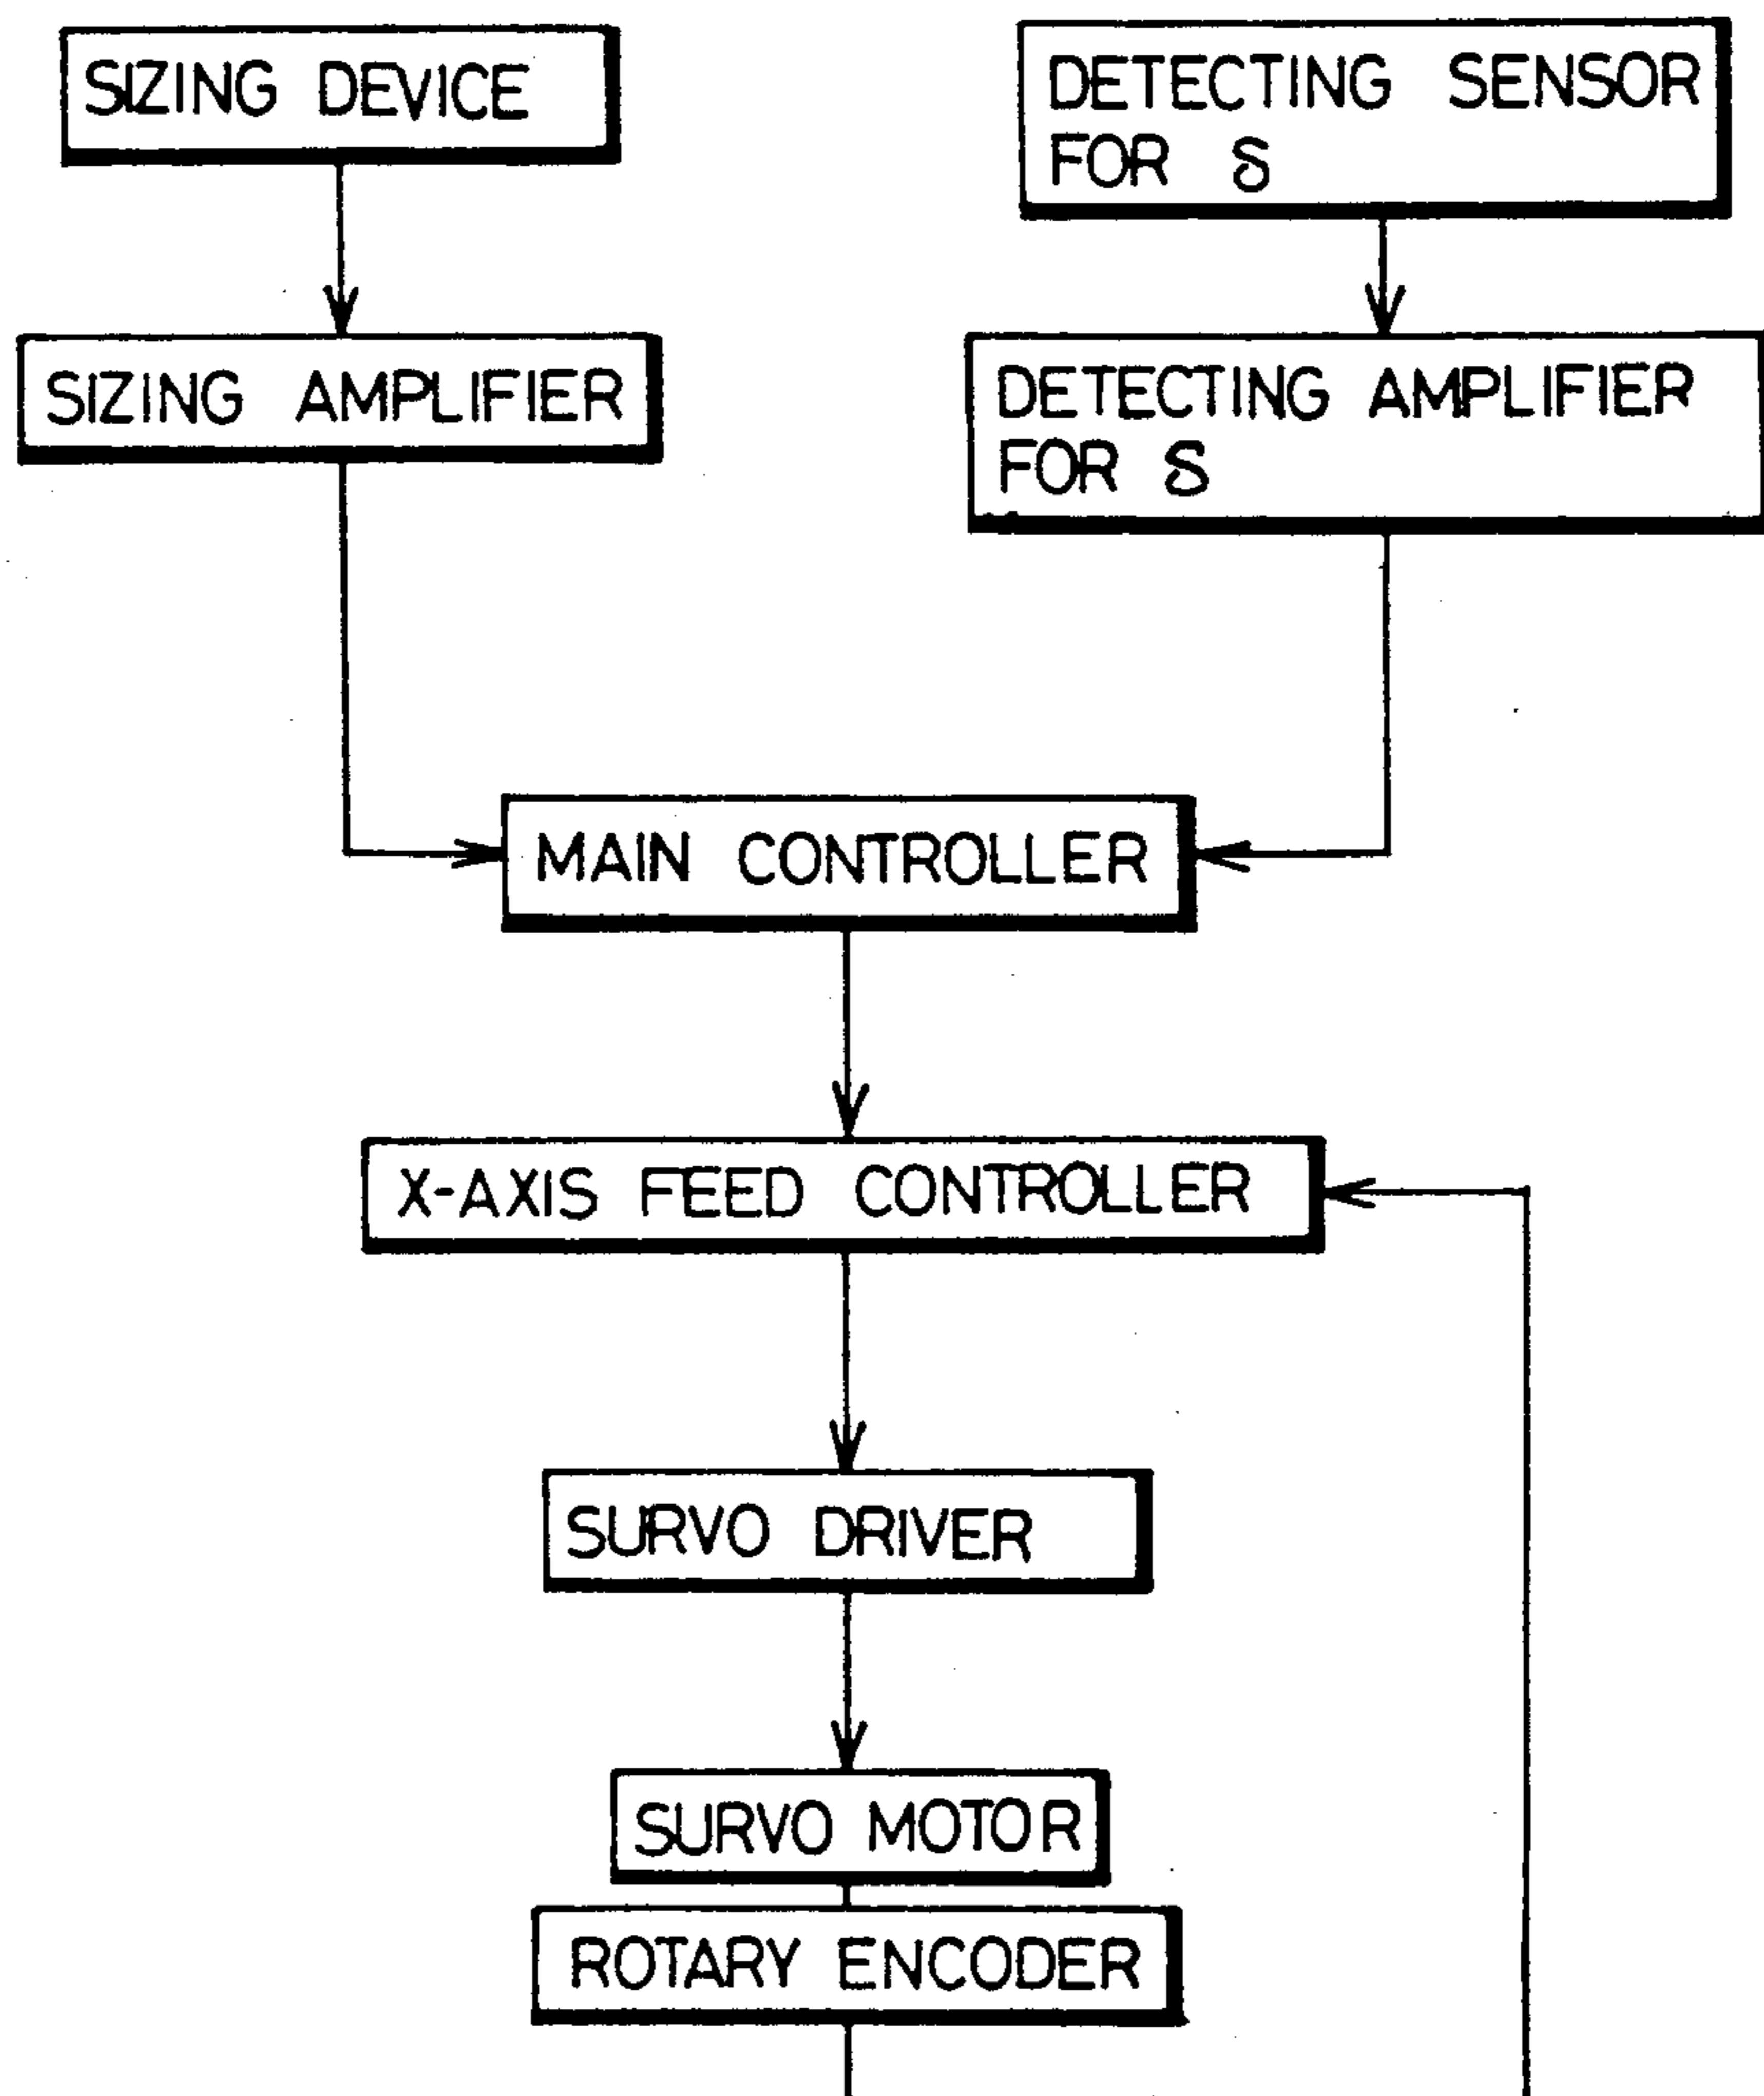 SIZING DEVICE
DETECTING SENSOR
FOR δ
SIZING AMPLIFIER
DETECTING AMPLIFIER
FOR δ
MAIN CONTROLLER
X-AXIS FEED CONTROLLER
SURVO DRIVER
SURVO MOTOR
ROTARY ENCODER